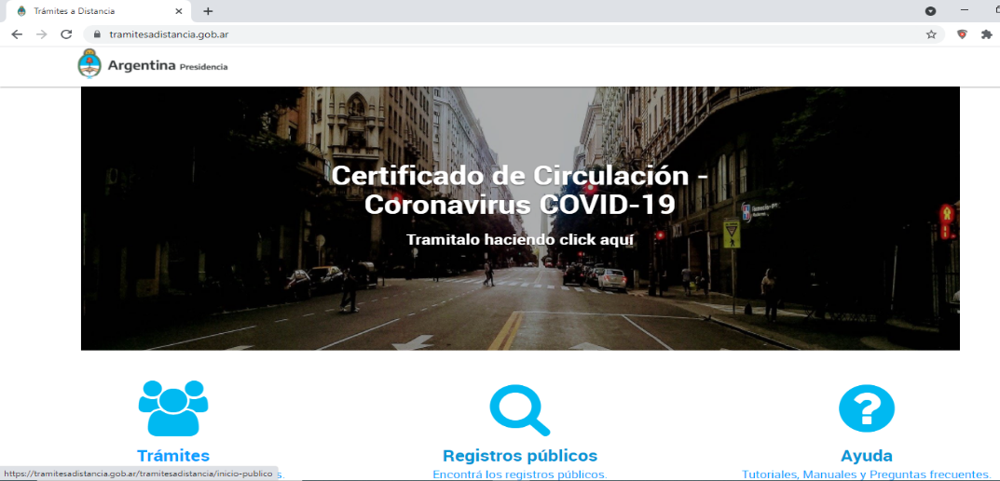 Trámites a Distancia
tramitesadistancia.gob.ar
Argentina Presidencia
Certificado de Circulación -
Coronavirus COVID-19
Tramitalo haciendo click aquí
Trámites
Registros públicos
Encontrá los registros públicos.
Ayuda
Tutoriales, Manuales y Preguntas frecuentes.
https://tramitesadistancia.gob.ar/tramitesadistancia/inicio-publico